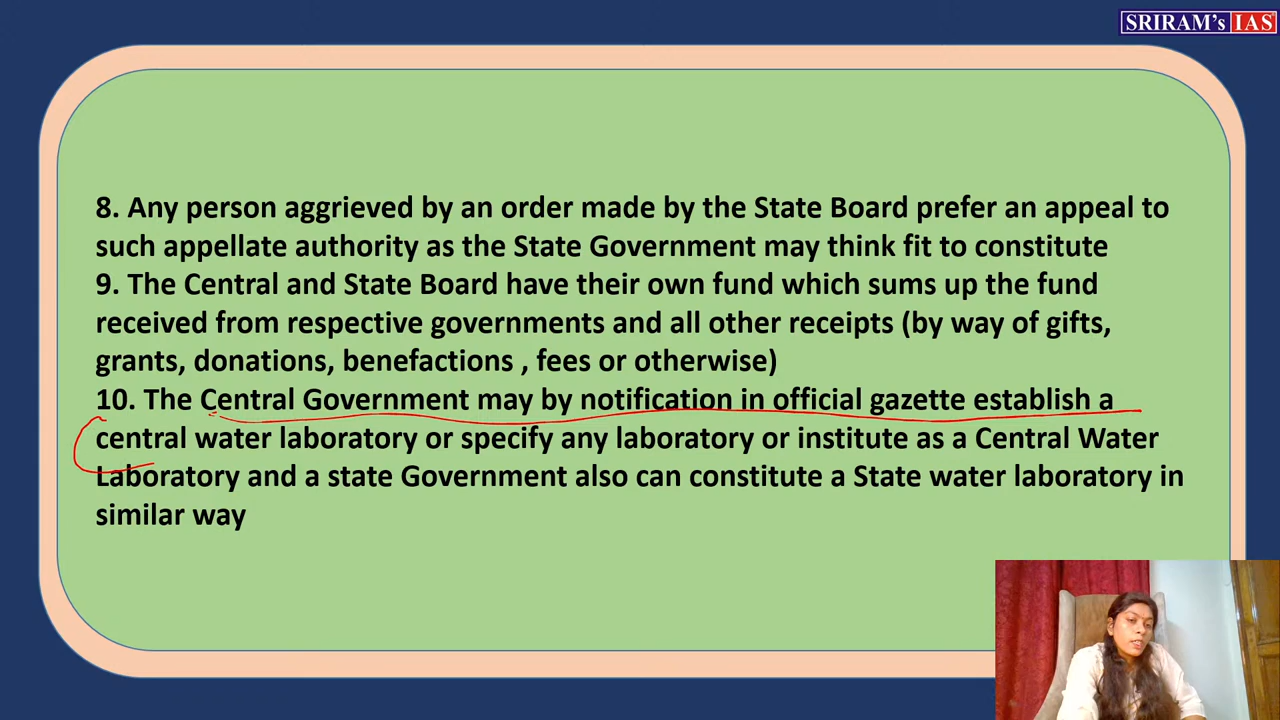 SRIRAM's IAS
8. Any person aggrieved by an order made by the State Board prefer an appeal to
such appellate authority as the State Government may think fit to constitute
9. The Central and State Board have their own fund which sums up the fund
received from respective governments and all other receipts (by way of gifts,
grants, donations, benefactions , fees or otherwise)
10. The Central Government may by notification in official gazette establish a
central water laboratory or specify any laboratory or institute as a Central Water
Laboratory and a state Government also can constitute a State water laboratory in
similar way